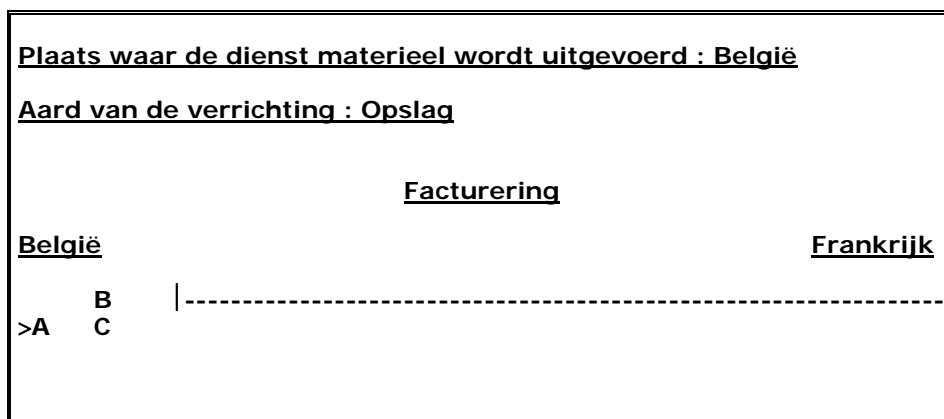 Plaats waar de dienst materieel wordt uitgevoerd : België
Aard van de verrichting : Opslag
Facturering
België Frankrijk
B |------------------------------------------------------------------
>A C